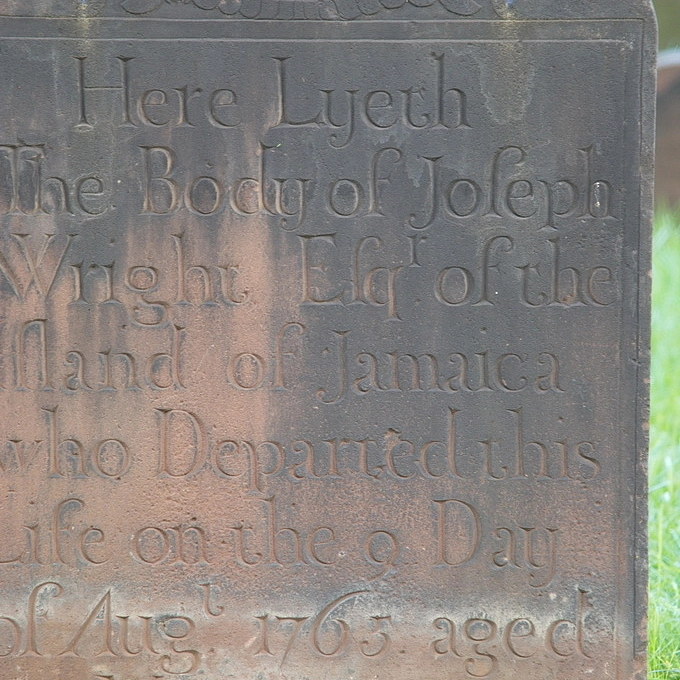 Here Lyeth
The Body of Joſeph
Wright Eſqʳ of the
Iſland of Jamaica
who Departed this
Life on the 9 Day
of Augᵗ. 1765. aged